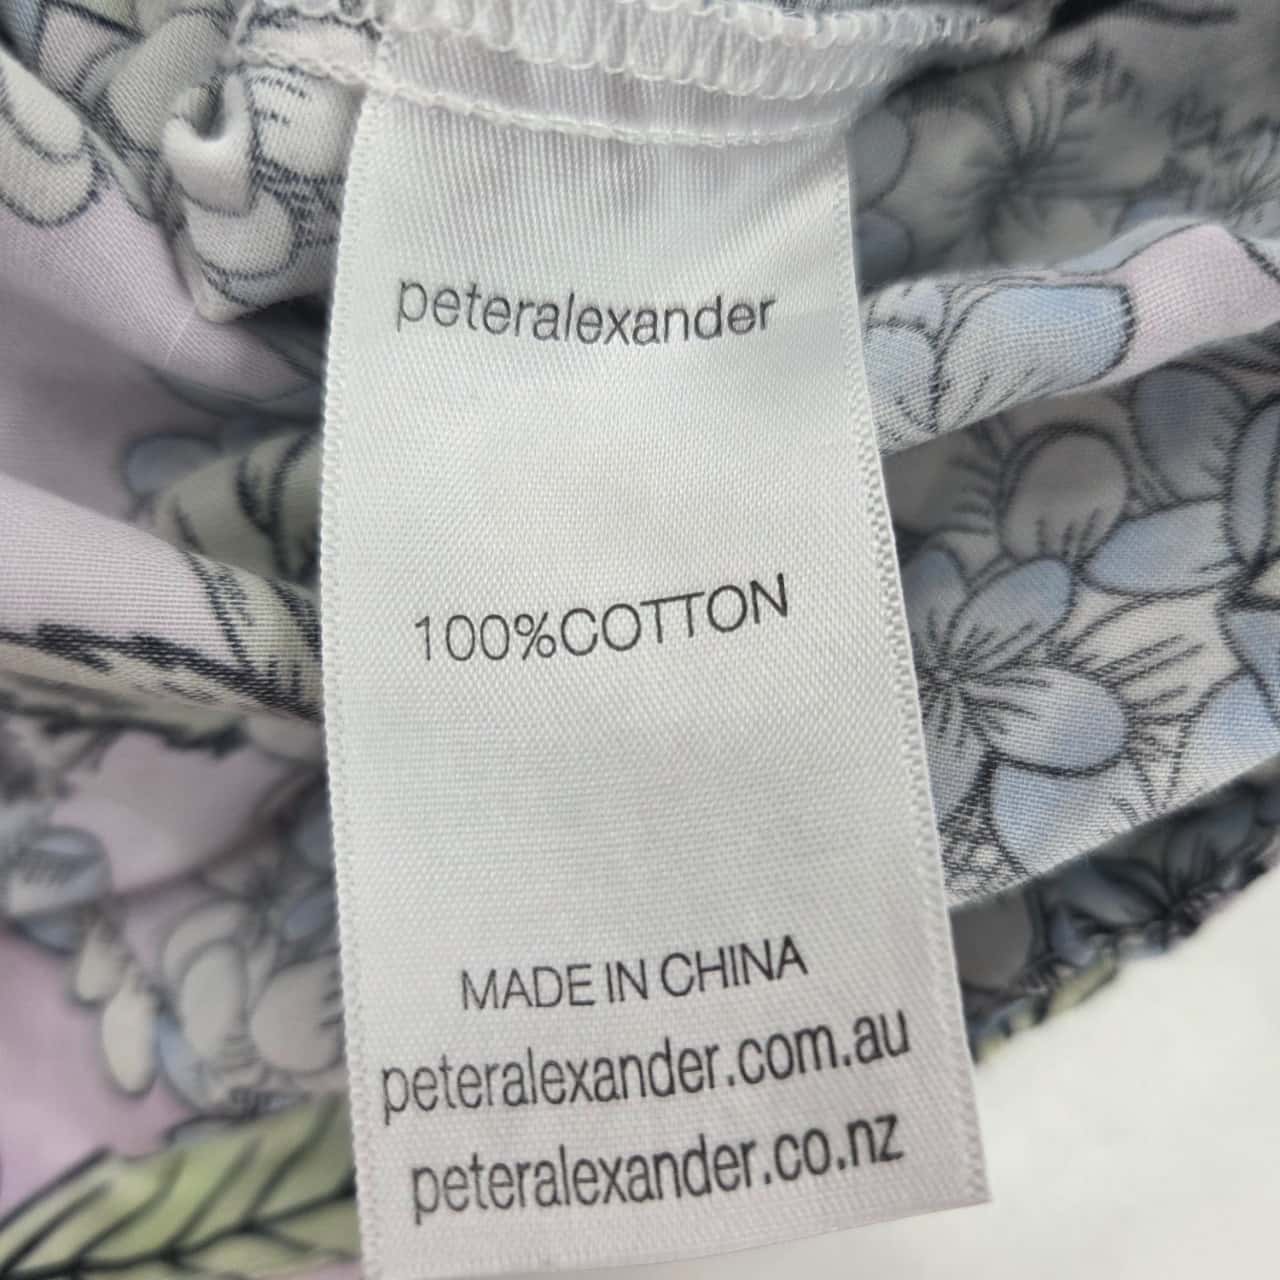 peteralexander
100%COTTON
MADE IN CHINA
peteralexander.com.au
peteralexander.co.nz